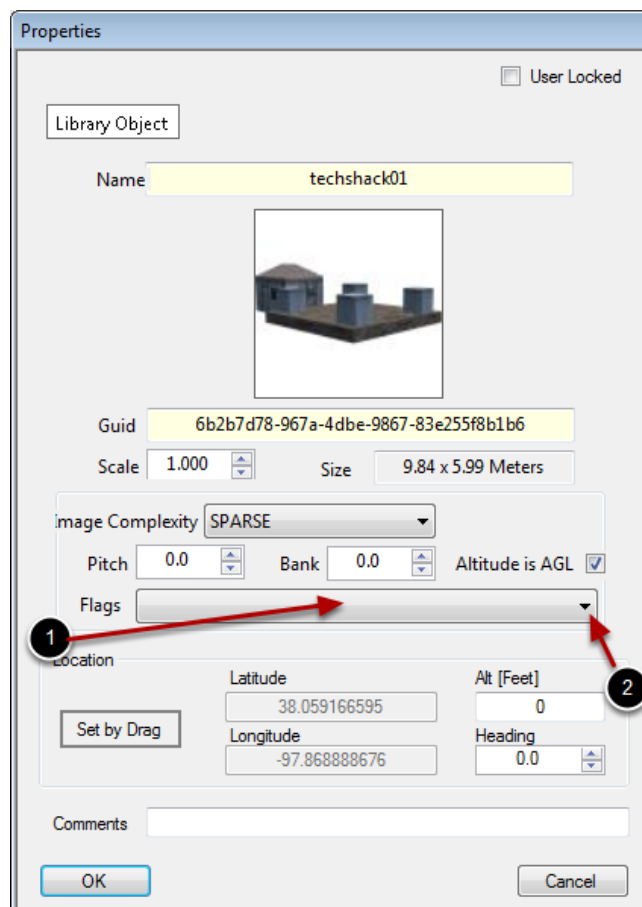 Properties
User Locked
Library Object
Name techshack01
Guid 6b2b7d78-967a-4dbe-9867-83e255f8b1b6
Scale 1.000 Size 9.84 x 5.99 Meters
Image Complexity SPARSE
Pitch 0.0 Bank 0.0 Altitude is AGL
Flags
1
2
Location
Latitude Alt [Feet]
38.059166595 0
Set by Drag
Longitude Heading
-97.868888676 0.0
Comments
OK Cancel